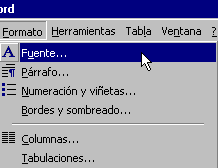 ord
Formato Herramientas Tabla Ventana ?
Fuente...
Párrafo...
Numeración y viñetas...
Bordes y sombreado...
Columnas...
Tabulaciones...